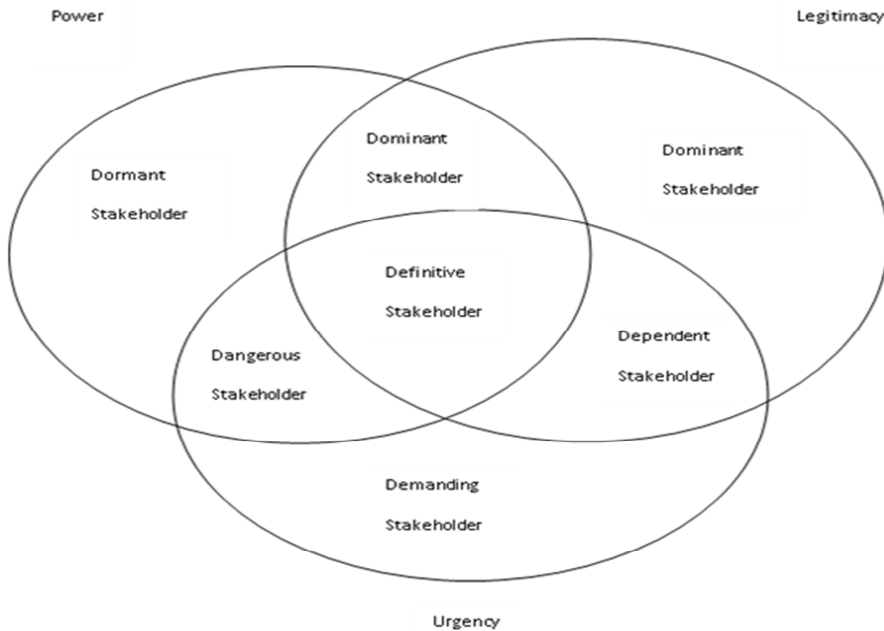 Power
Legitimacy
Dominant
Stakeholder
Dominant
Stakeholder
Dormant
Stakeholder
Definitive
Stakeholder
Dependent
Stakeholder
Dangerous
Stakeholder
Demanding
Stakeholder
Urgency